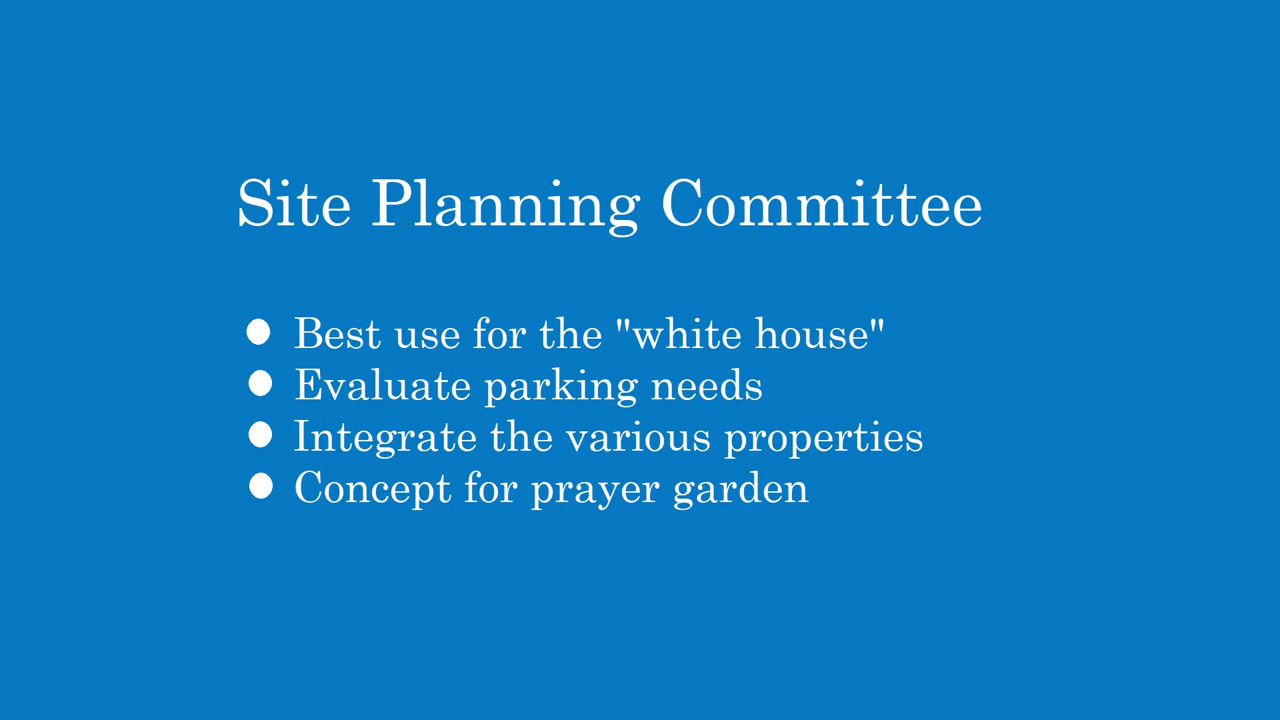 Site Planning Committee
● Best use for the "white house"
● Evaluate parking needs
● Integrate the various properties
● Concept for prayer garden